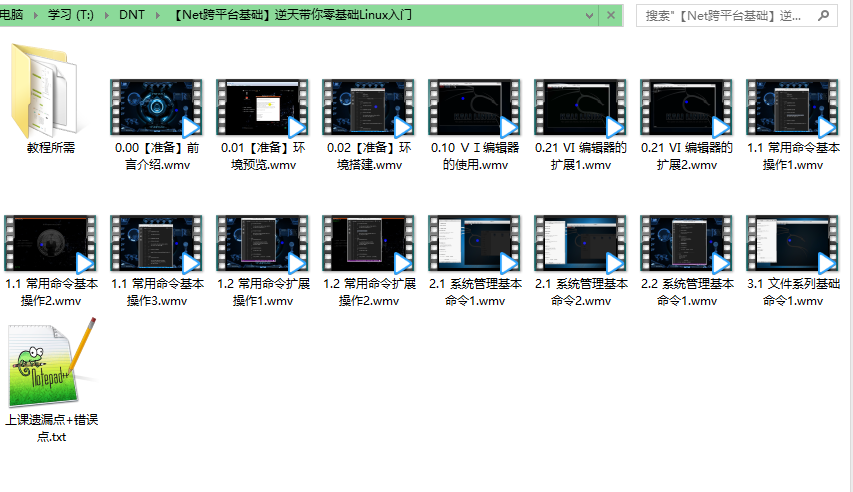 电脑 学习 (T:) DNT 【Net跨平台基础】逆天带你零基础Linux入门
搜索"【Net跨平台基础】逆...
教程所需
0.00【准备】前
言介绍.wmv
0.01【准备】环
境预览.wmv
0.02【准备】环
境搭建.wmv
0.10 ＶＩ编辑器
的使用.wmv
0.21 VI 编辑器的
扩展1.wmv
0.21 VI 编辑器的
扩展2.wmv
1.1 常用命令基本
操作1.wmv
1.1 常用命令基本
操作2.wmv
1.1 常用命令基本
操作3.wmv
1.2 常用命令扩展
操作1.wmv
1.2 常用命令扩展
操作2.wmv
2.1 系统管理基本
命令1.wmv
2.1 系统管理基本
命令2.wmv
2.2 系统管理基本
命令1.wmv
3.1 文件系列基础
命令1.wmv
Notepad++
上课遗漏点+错误
点.txt